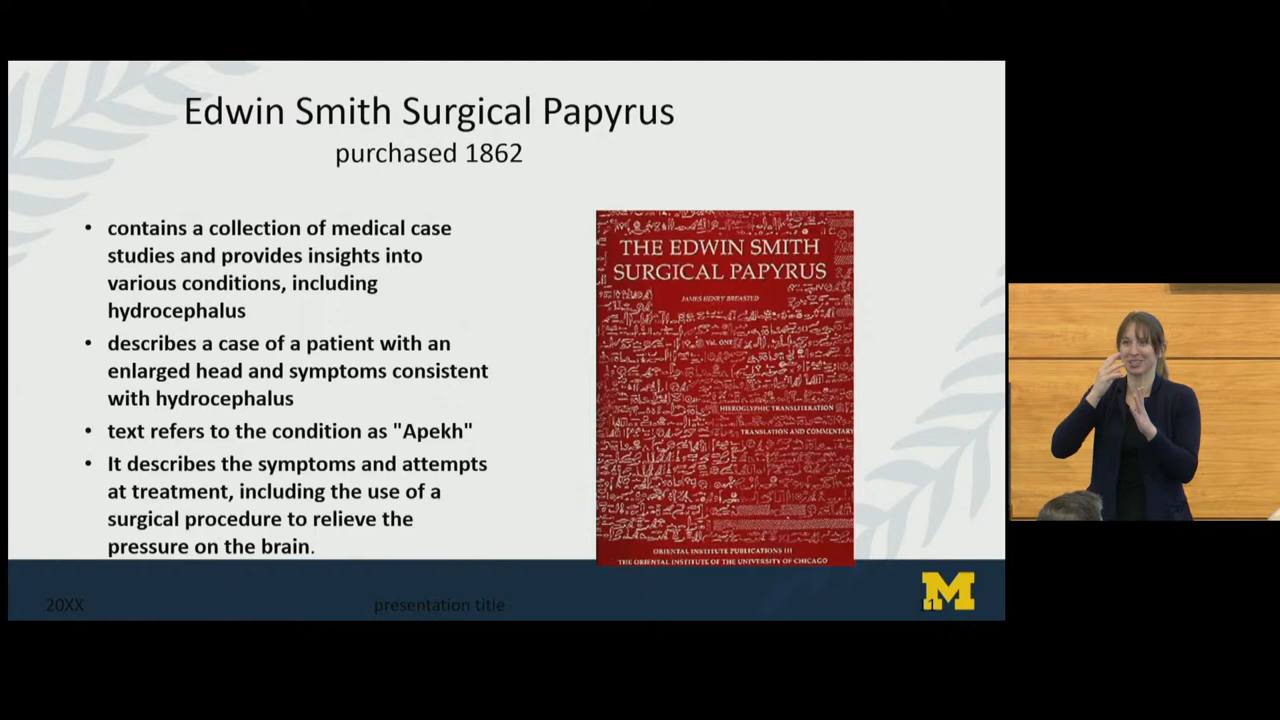 Edwin Smith Surgical Papyrus
purchased 1862
• contains a collection of medical case
studies and provides insights into
various conditions, including
hydrocephalus
• describes a case of a patient with an
enlarged head and symptoms consistent
with hydrocephalus
• text refers to the condition as "Apekh"
• It describes the symptoms and attempts
at treatment, including the use of a
surgical procedure to relieve the
pressure on the brain.
THE EDWIN SMITH
SURGICAL PAPYRUS
JAMES HENRY BREASTED
VOL. ONE
HIEROGLYPHIC TRANSLITERATION
TRANSLATION AND COMMENTARY
ORIENTAL INSTITUTE PUBLICATIONS III
THE ORIENTAL INSTITUTE OF THE UNIVERSITY OF CHICAGO
20XX
presentation title
M